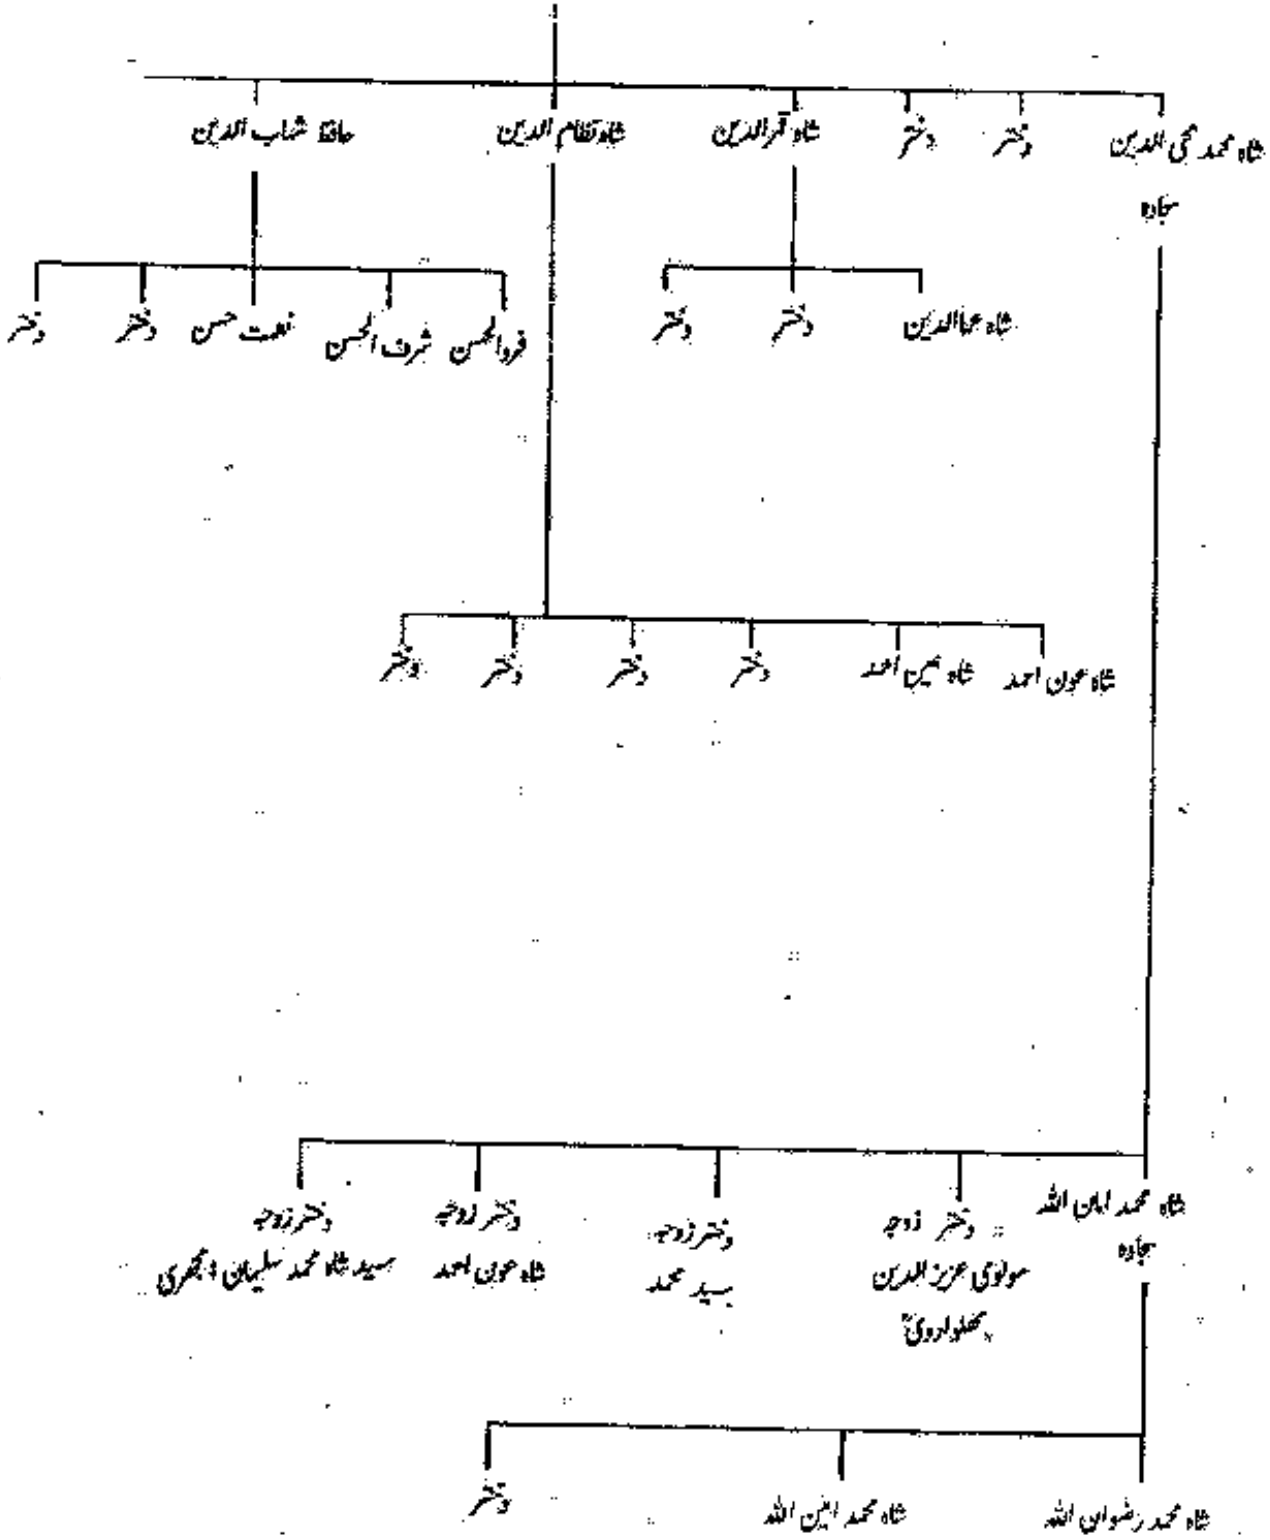 شاہ محمد محی الدین
سجادہ
دختر
دختر
شاہ قمرالدین
شاہ نظام الدین
حافظ شہاب الدین
شاہ عمادالدین
دختر
دختر
فردالحسن
شرف الحسن
نعمت حسن
دختر
دختر
شاہ عون احمد
شاہ احمد
دختر
دختر
دختر
دختر
شاہ محمد امان اللہ
سجادہ
دختر زوجہ
مولوی عزیز الدین
پھلواروی
دختر زوجہ
سید محمد
دختر زوجہ
شاہ عون احمد
دختر زوجہ
سید شاہ محمد سلیمان
شاہ محمد رضوان اللہ
شاہ محمد امین اللہ
دختر